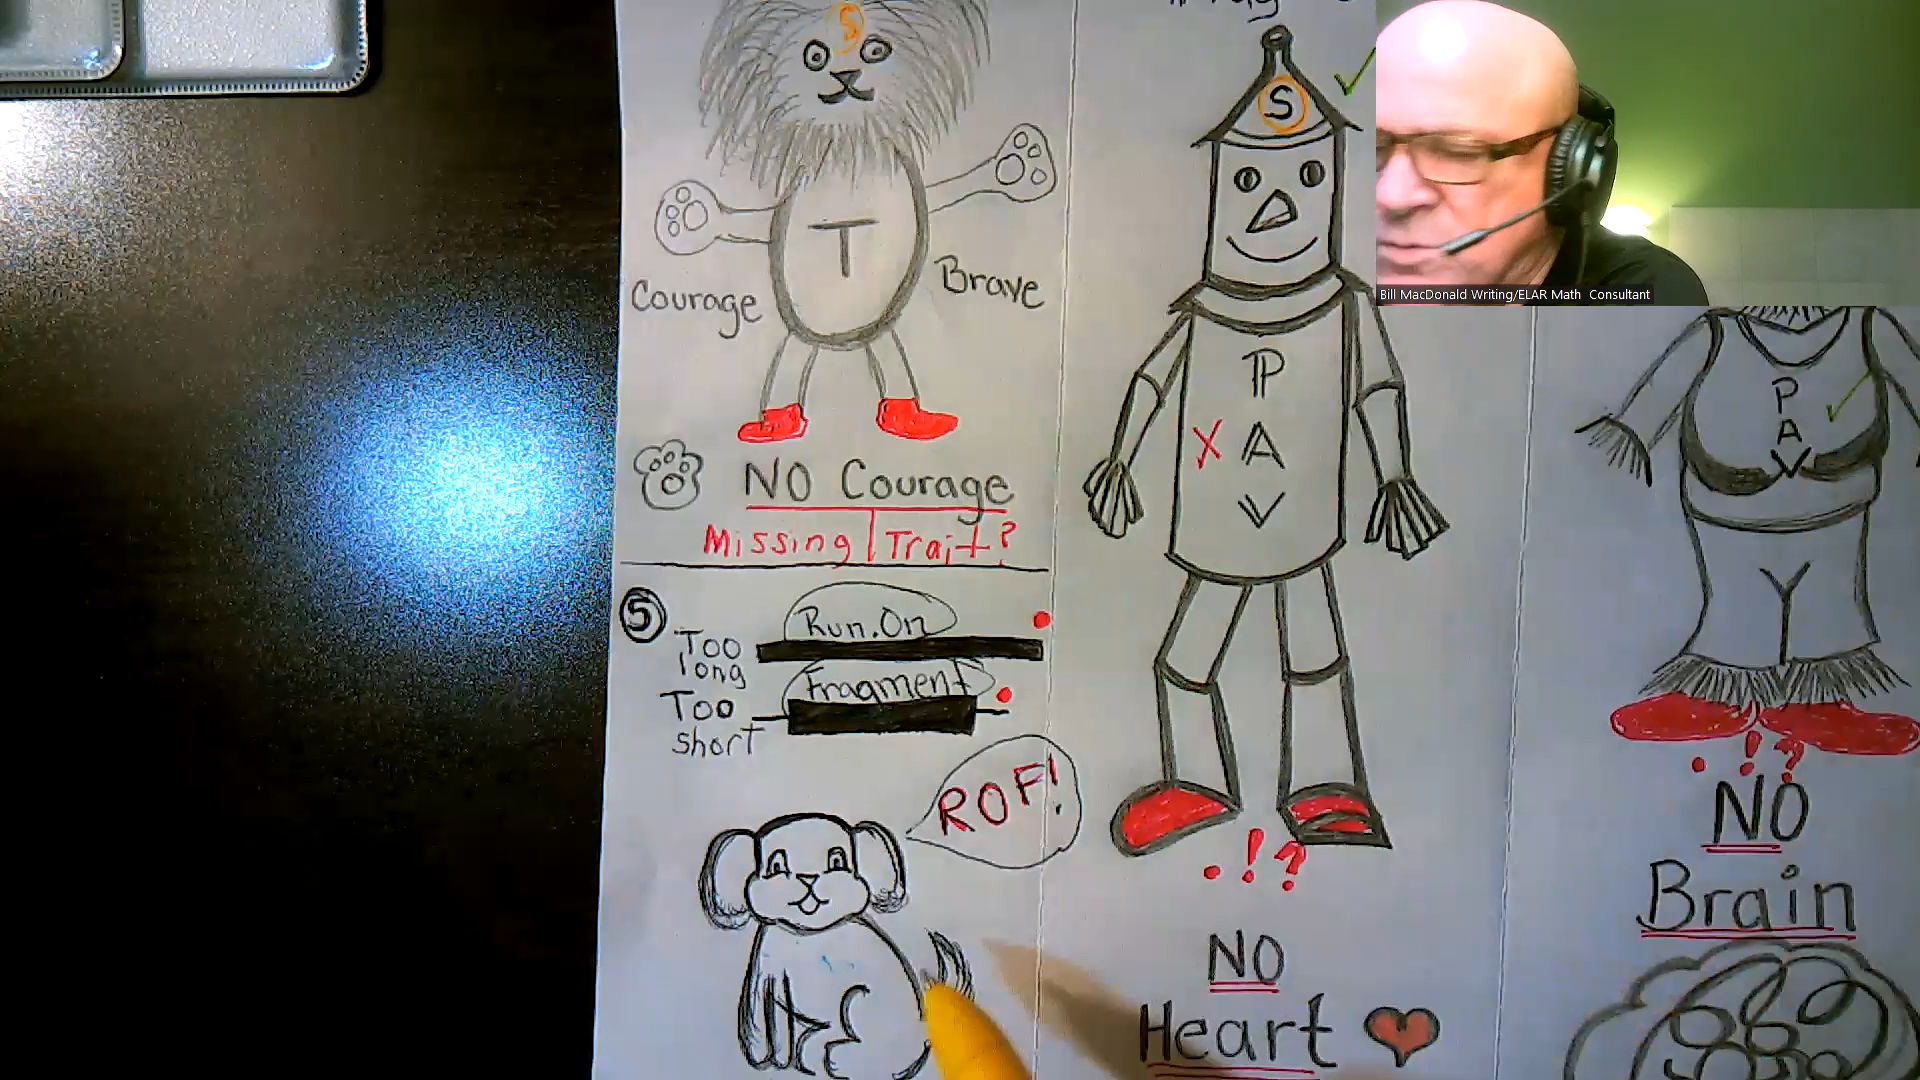 S
T
Courage
Brave
NO Courage
Missing Trait?
5
Run.On
Too
long
Fragment
Too
short
ROF!
S
P
X A
V
. ! ?
NO
Heart
Bill MacDonald Writing/ELAR Math Consultant
P
A
V
. ! ?
NO
Brain